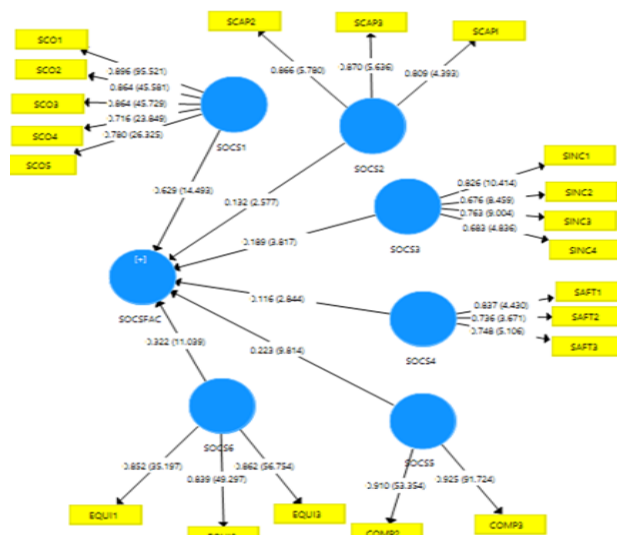 SCO1
SCO2
SCO3
SCO4
SCO5
0.896 (95.521)
0.864 (45.581)
0.864 (45.729)
0.716 (23.849)
0.780 (26.325)
SOCS1
SCAP2
SCAP3
SCAPI
0.866 (5.780)
0.870 (5.636)
0.809 (4.393)
SOCS2
SINC1
SINC2
SINC3
SINC4
0.826 (10.414)
0.676 (8.459)
0.763 (9.004)
0.683 (4.836)
SOCS3
0.629 (14.493)
0.132 (2.577)
0.189 (3.817)
[+]
SOCSFAC
0.116 (2.844)
0.837 (4.430)
0.736 (3.671)
0.748 (5.106)
SAFT1
SAFT2
SAFT3
SOCS4
0.322 (11.039)
0.223 (9.814)
SOCS6
SOCS5
0.852 (35.197)
0.839 (49.297)
0.862 (56.754)
0.910 (53.354)
0.925 (91.724)
EQUI1
EQUI3
COMP2
COMP3